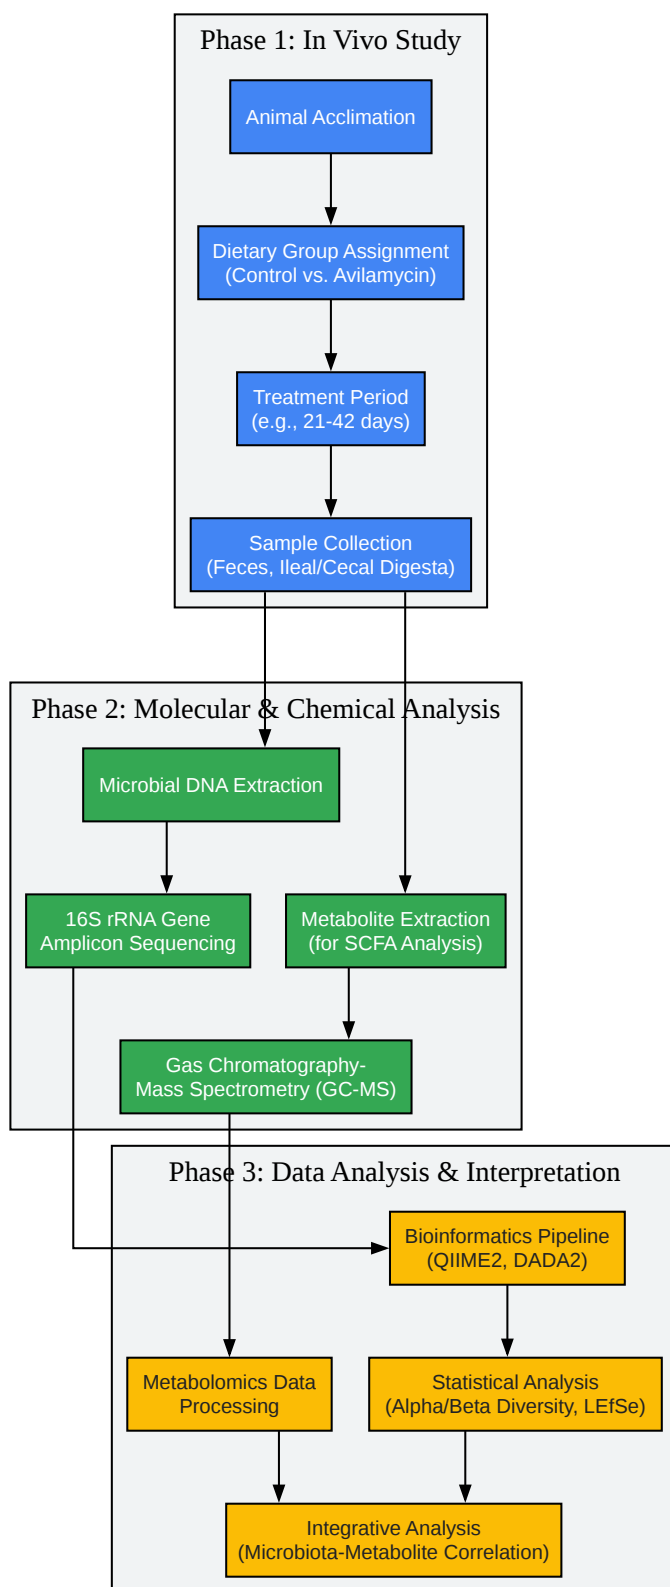 Phase 1: In Vivo Study
Animal Acclimation
Dietary Group Assignment
(Control vs. Avilamycin)
Treatment Period
(e.g., 21-42 days)
Sample Collection
(Feces, Ileal/Cecal Digesta)
Phase 2: Molecular & Chemical Analysis
Microbial DNA Extraction
16S rRNA Gene
Amplicon Sequencing
Metabolite Extraction
(for SCFA Analysis)
Gas Chromatography-
Mass Spectrometry (GC-MS)
Phase 3: Data Analysis & Interpretation
Bioinformatics Pipeline
(QIIME2, DADA2)
Metabolomics Data
Processing
Statistical Analysis
(Alpha/Beta Diversity, LEfSe)
Integrative Analysis
(Microbiota-Metabolite Correlation)